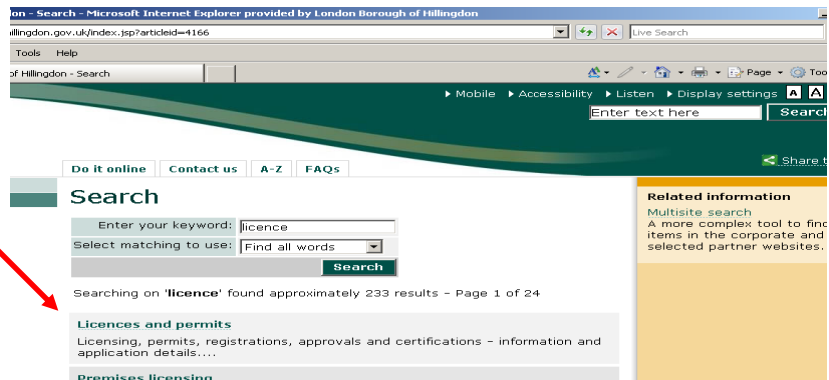 don - Search - Microsoft Internet Explorer provided by London Borough of Hillingdon
illingdon.gov.uk/index.jsp?articleid=4166
Live Search
Tools Help
of Hillingdon - Search
Page Too
Mobile Accessibility Listen Display settings A A
Enter text here Search
Share t
Do it online Contact us A-Z FAQs
Search
Enter your keyword: licence
Select matching to use: Find all words
Search
Searching on 'licence' found approximately 233 results - Page 1 of 24
Licences and permits
Licensing, permits, registrations, approvals and certifications - information and
application details....
Premises licensing
Related information
Multisite search
A more complex tool to find
items in the corporate and
selected partner websites.